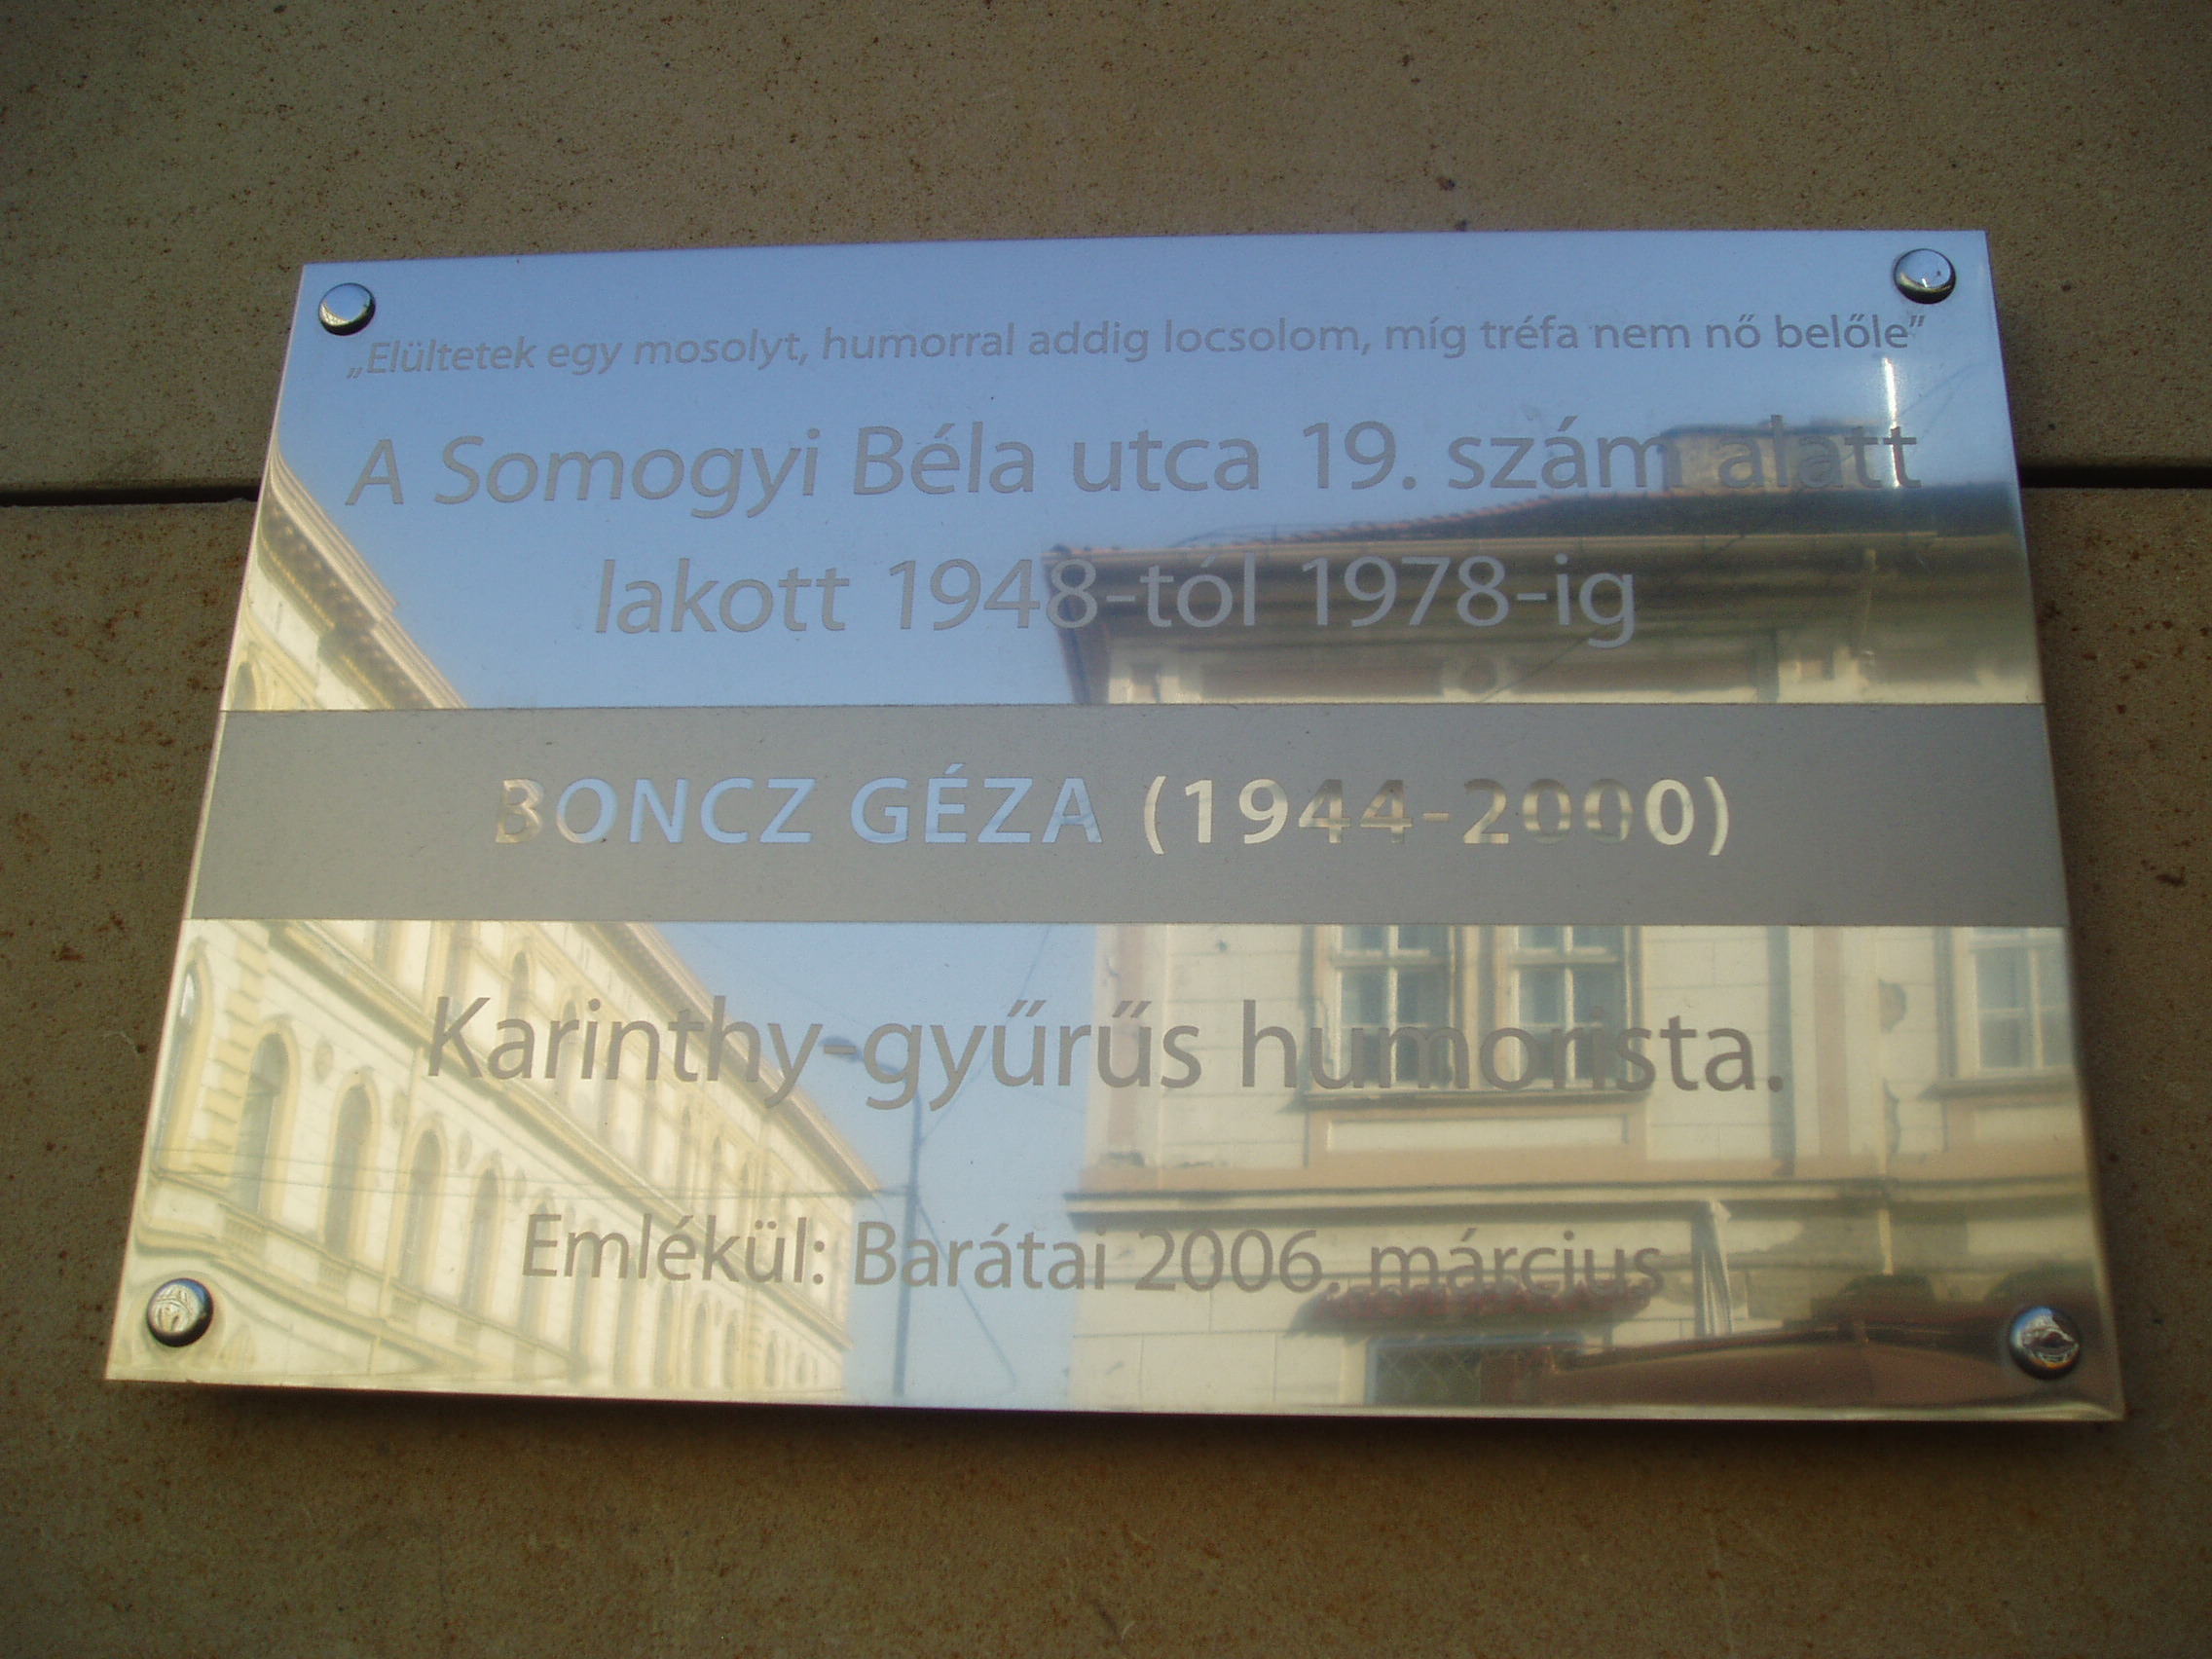 „Elültetek egy mosolyt, humorral addig locsolom, míg tréfa nem nő belőle”
A Somogyi Béla utca 19. szám alatt
lakott 1948-tól 1978-ig
BONCZ GÉZA (1944-2000)
Karinthy-gyűrűs humorista.
Emlékül: Barátai 2006. március